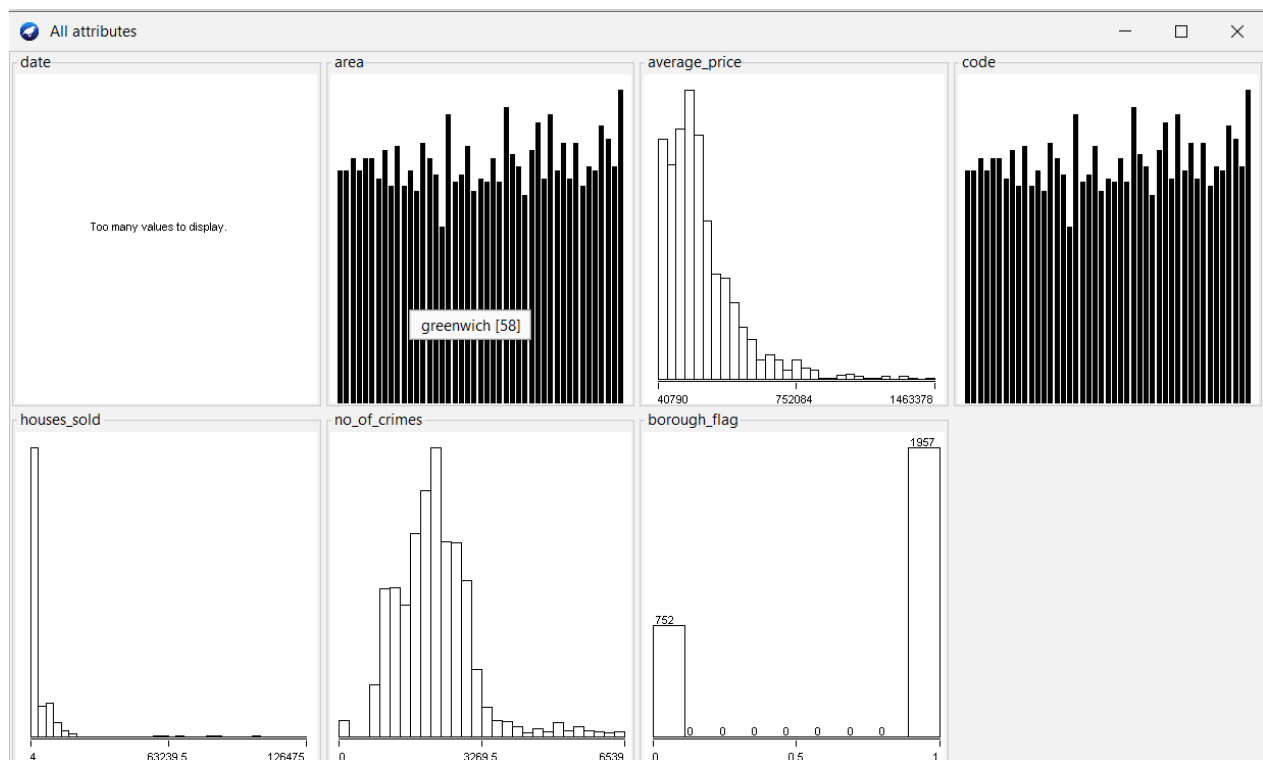 All attributes
date
area
average_price
code
Too many values to display.
greenwich [58]
40790 752084 1463378
houses_sold
no_of_crimes
borough_flag
1957
752
0 0 0 0 0 0 0
4 63239.5 126475
0 3269.5 6539
0 0.5 1